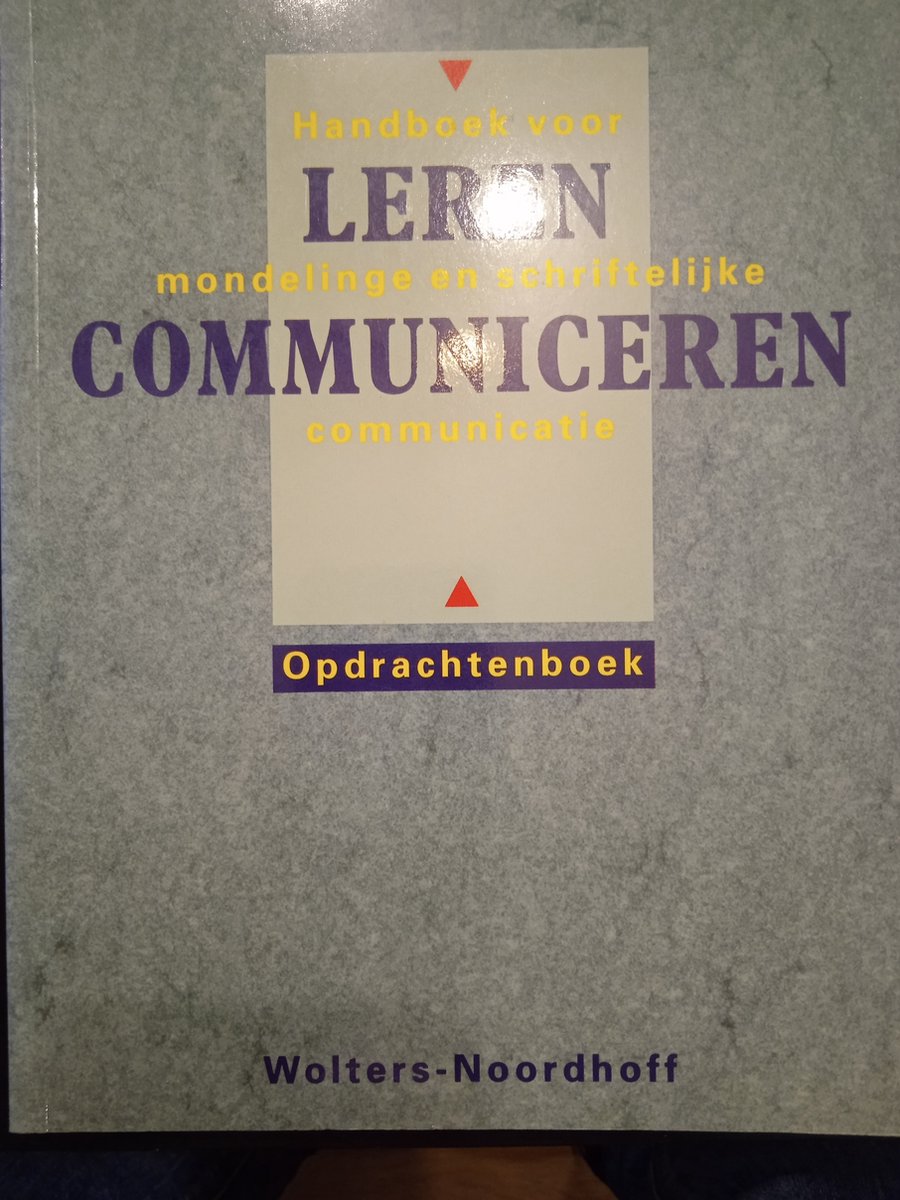 Handboek voor
LEREN
mondelinge en schriftelijke
COMMUNICEREN
communicatie
Opdrachtenboek
Wolters-Noordhoff